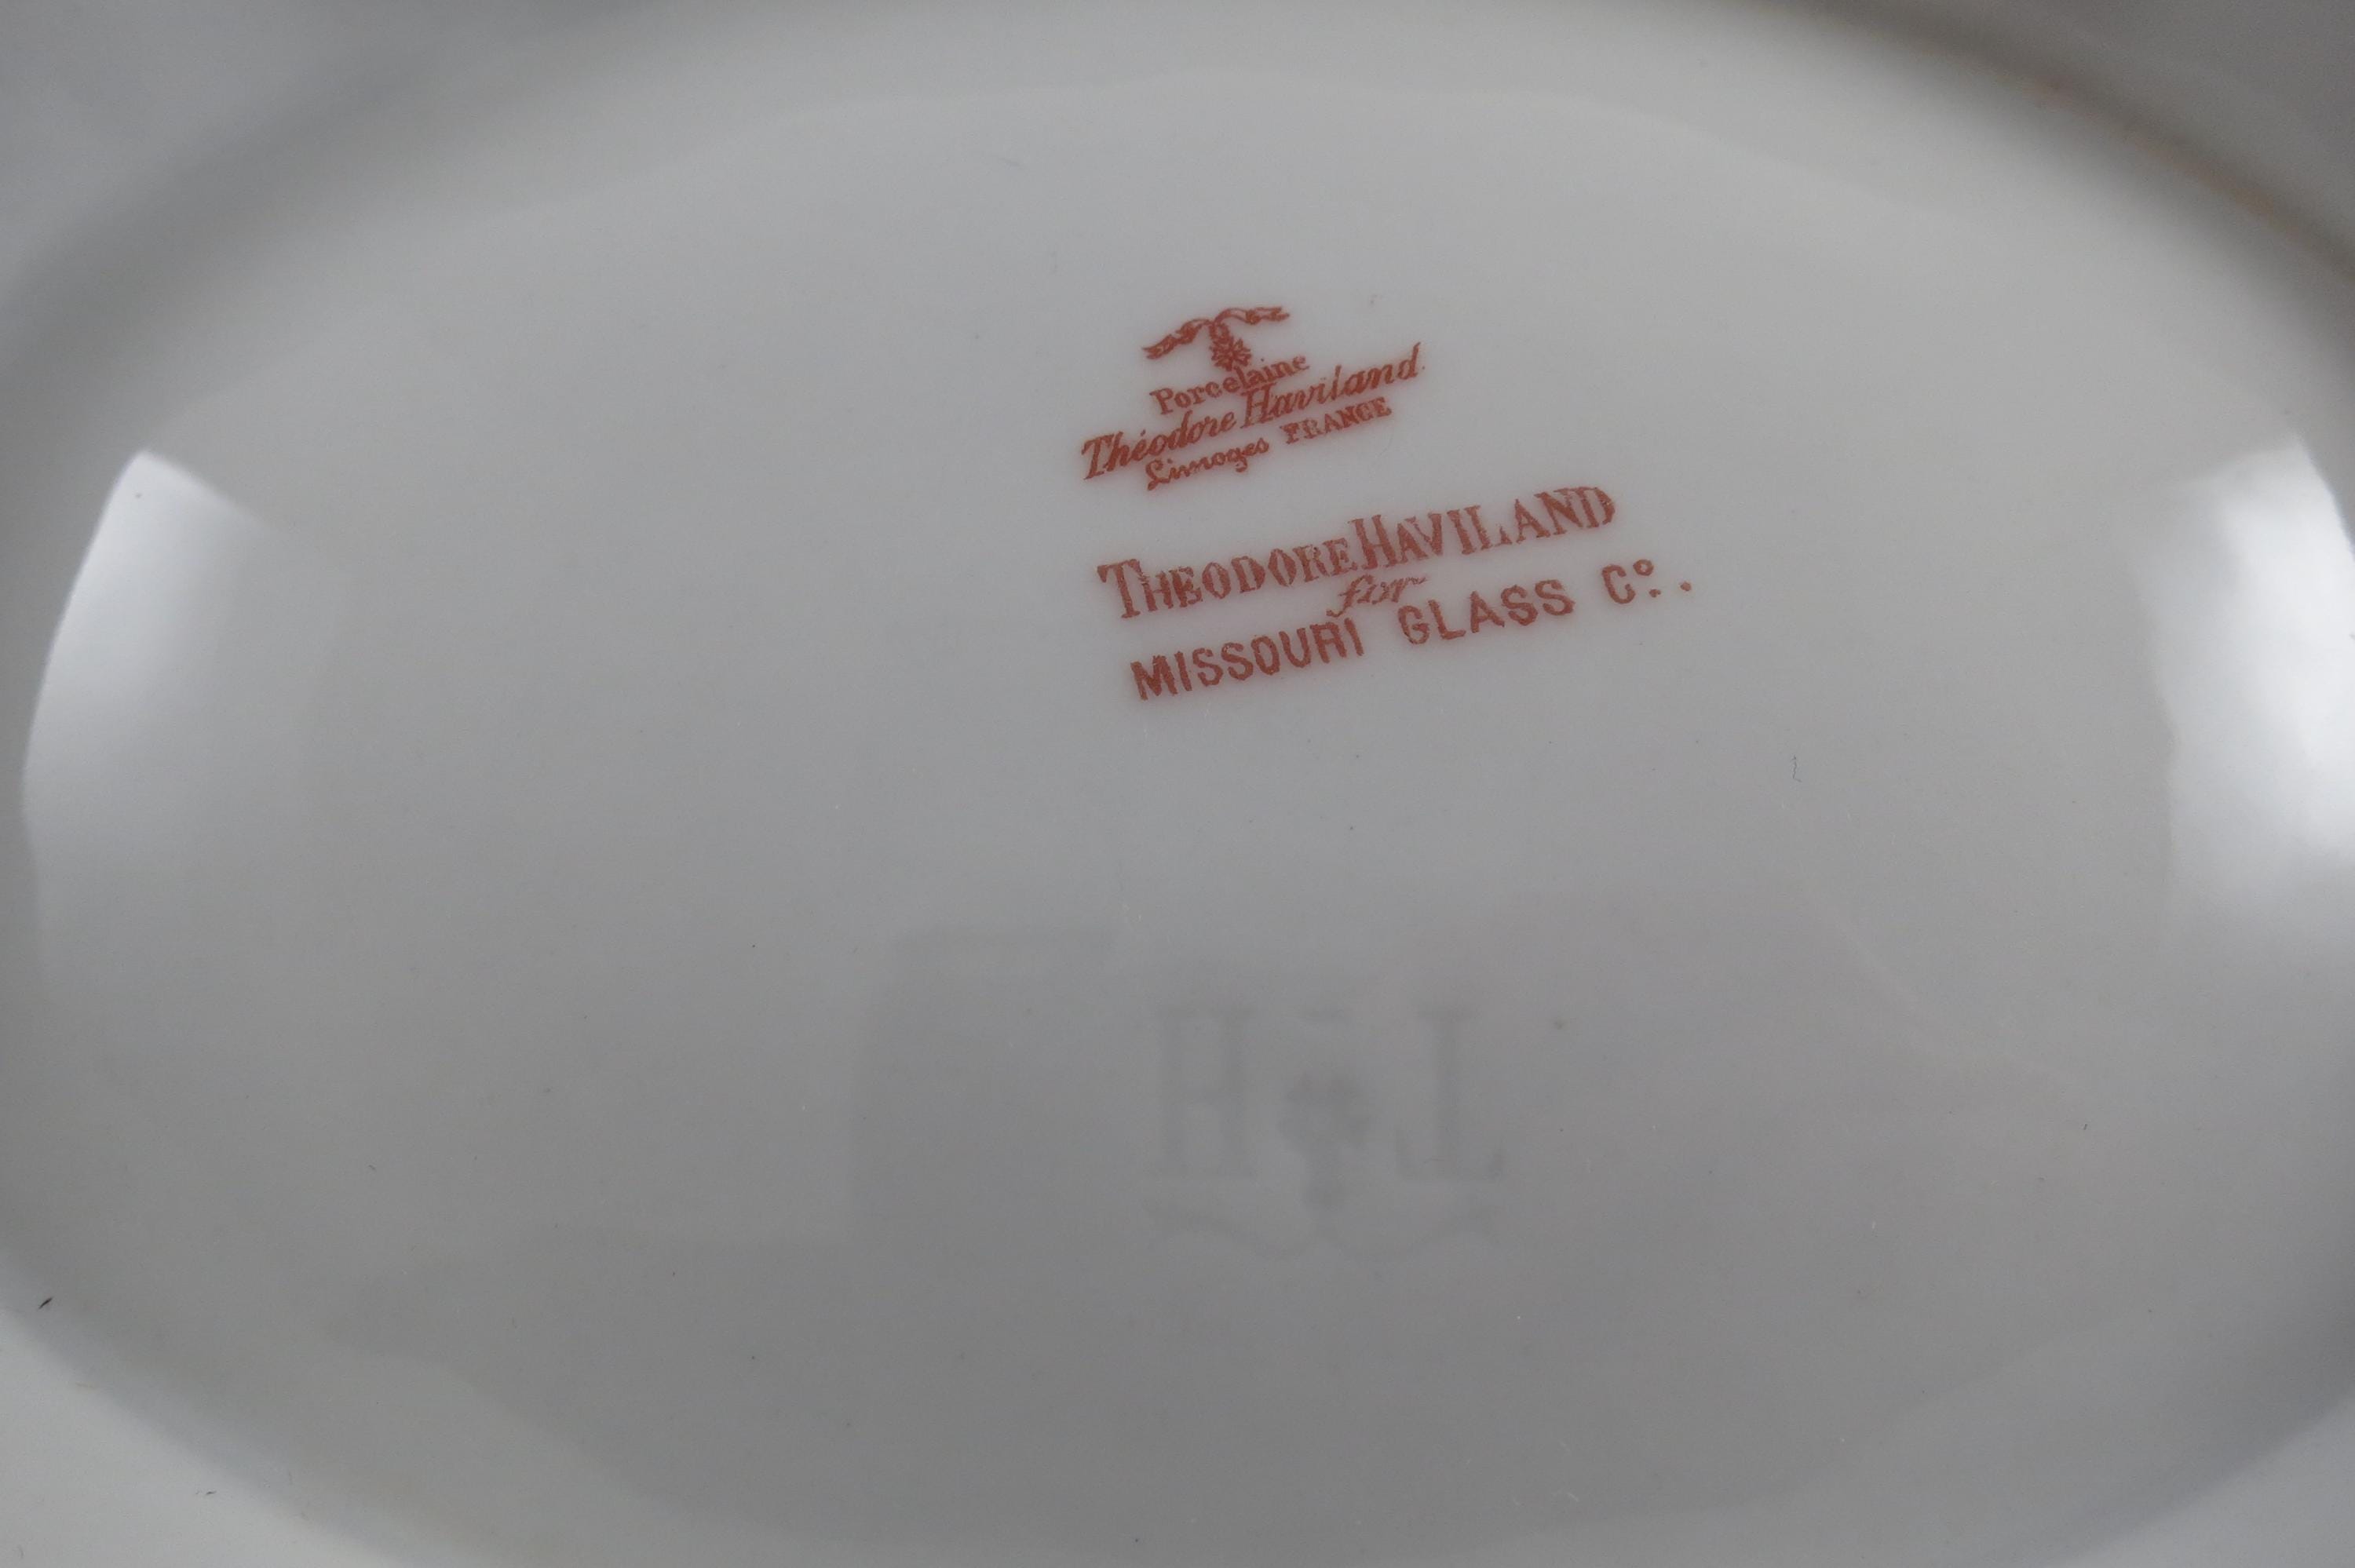 Porcelaine
Théodore Haviland
Limoges FRANCE
THEODORE HAVILAND
for
MISSOURI GLASS Co.